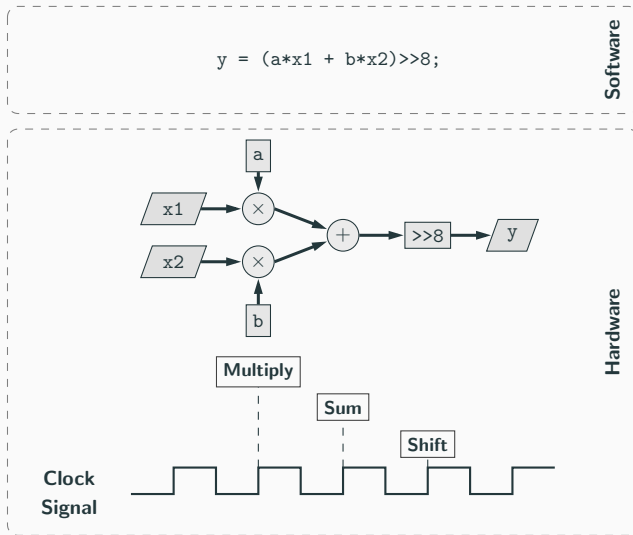 y = (a*x1 + b*x2)>>8;
Software
a
x1
×
+
>>8
y
x2
×
b
Hardware
Multiply
Sum
Shift
Clock
Signal